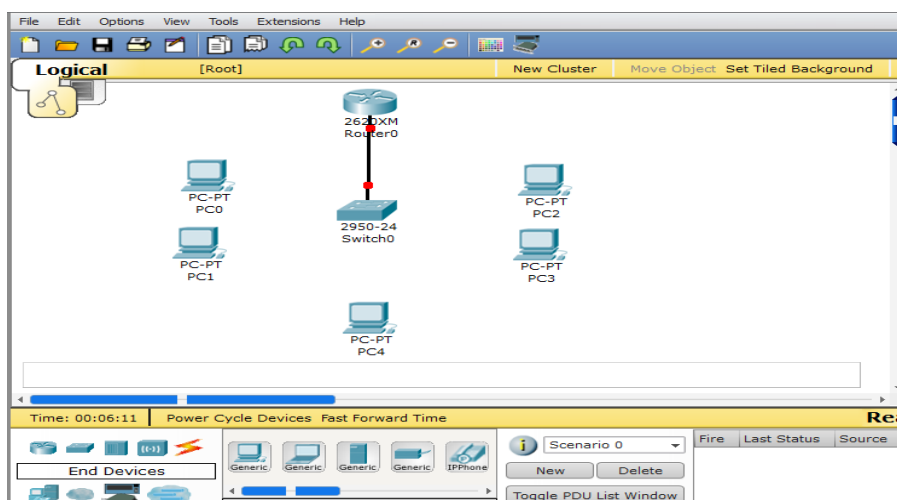 File Edit Options View Tools Extensions Help
Logical [Root] New Cluster Move Object Set Tiled Background
2620XM
Router0
PC-PT
PC0
PC-PT
PC2
2950-24
Switch0
PC-PT
PC1
PC-PT
PC3
PC-PT
PC4
Time: 00:06:11 Power Cycle Devices Fast Forward Time
End Devices
Generic Generic Generic Generic IPPhone
Scenario 0
New Delete
Toggle PDU List Window
Fire Last Status Source